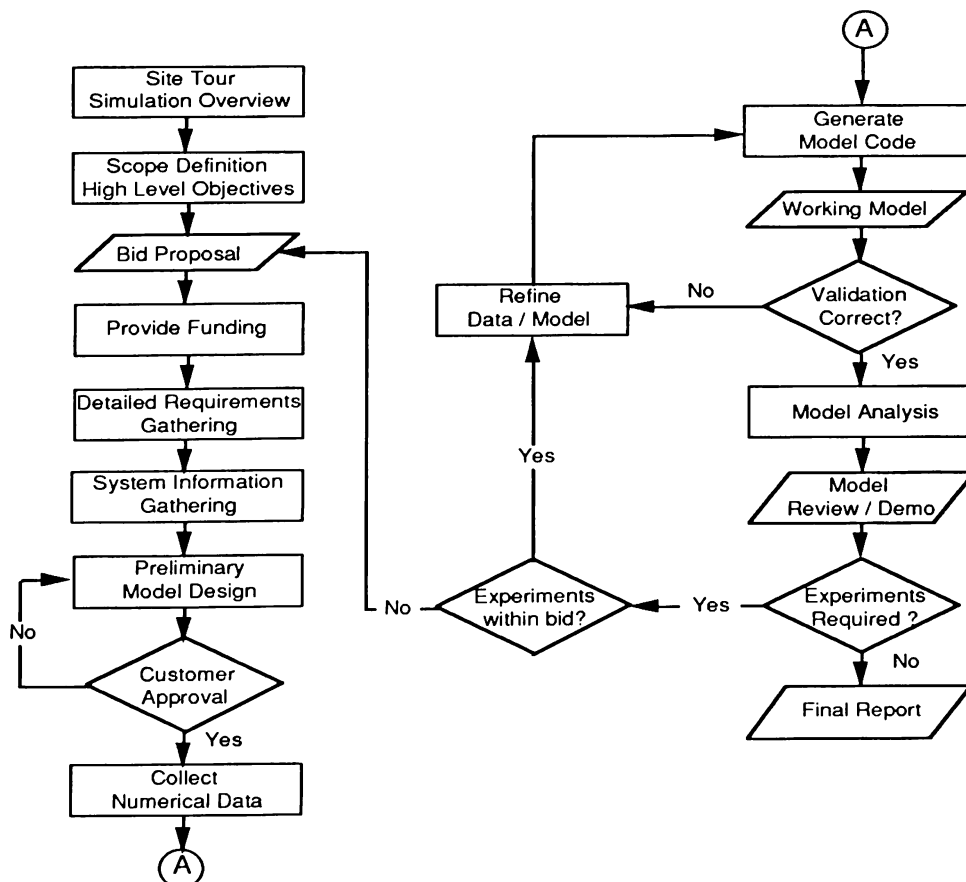 Site Tour
Simulation Overview
Scope Definition
High Level Objectives
Bid Proposal
Provide Funding
Detailed Requirements
Gathering
System Information
Gathering
Preliminary
Model Design
No
Customer
Approval
Yes
Collect
Numerical Data
A
A
Generate
Model Code
Working Model
Validation
Correct?
No
Refine
Data / Model
Yes
Model Analysis
Model
Review / Demo
Experiments
Required ?
Yes
Experiments
within bid?
Yes
No
No
Final Report